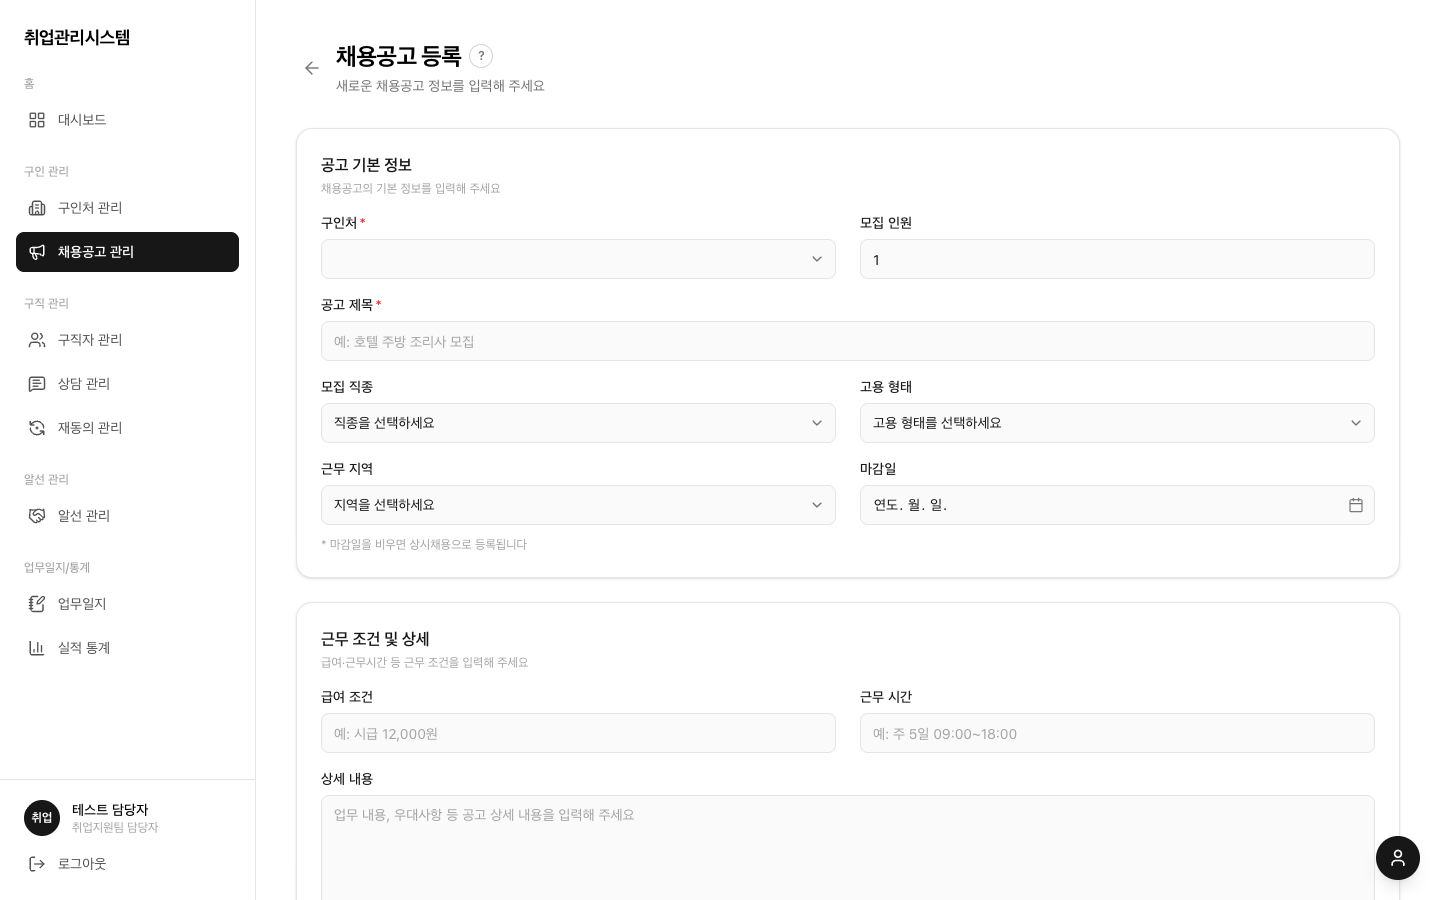 취업관리시스템
홈
대시보드
구인 관리
구인처 관리
채용공고 관리
구직 관리
구직자 관리
상담 관리
재동의 관리
알선 관리
알선 관리
업무일지/통계
업무일지
실적 통계
취업
테스트 담당자
취업지원팀 담당자
로그아웃
채용공고 등록 ?
새로운 채용공고 정보를 입력해 주세요
공고 기본 정보
채용공고의 기본 정보를 입력해 주세요
구인처 *
모집 인원
1
공고 제목 *
예: 호텔 주방 조리사 모집
모집 직종
고용 형태
직종을 선택하세요
고용 형태를 선택하세요
근무 지역
마감일
지역을 선택하세요
연도. 월. 일.
* 마감일을 비우면 상시채용으로 등록됩니다
근무 조건 및 상세
급여·근무시간 등 근무 조건을 입력해 주세요
급여 조건
근무 시간
예: 시급 12,000원
예: 주 5일 09:00~18:00
상세 내용
업무 내용, 우대사항 등 공고 상세 내용을 입력해 주세요